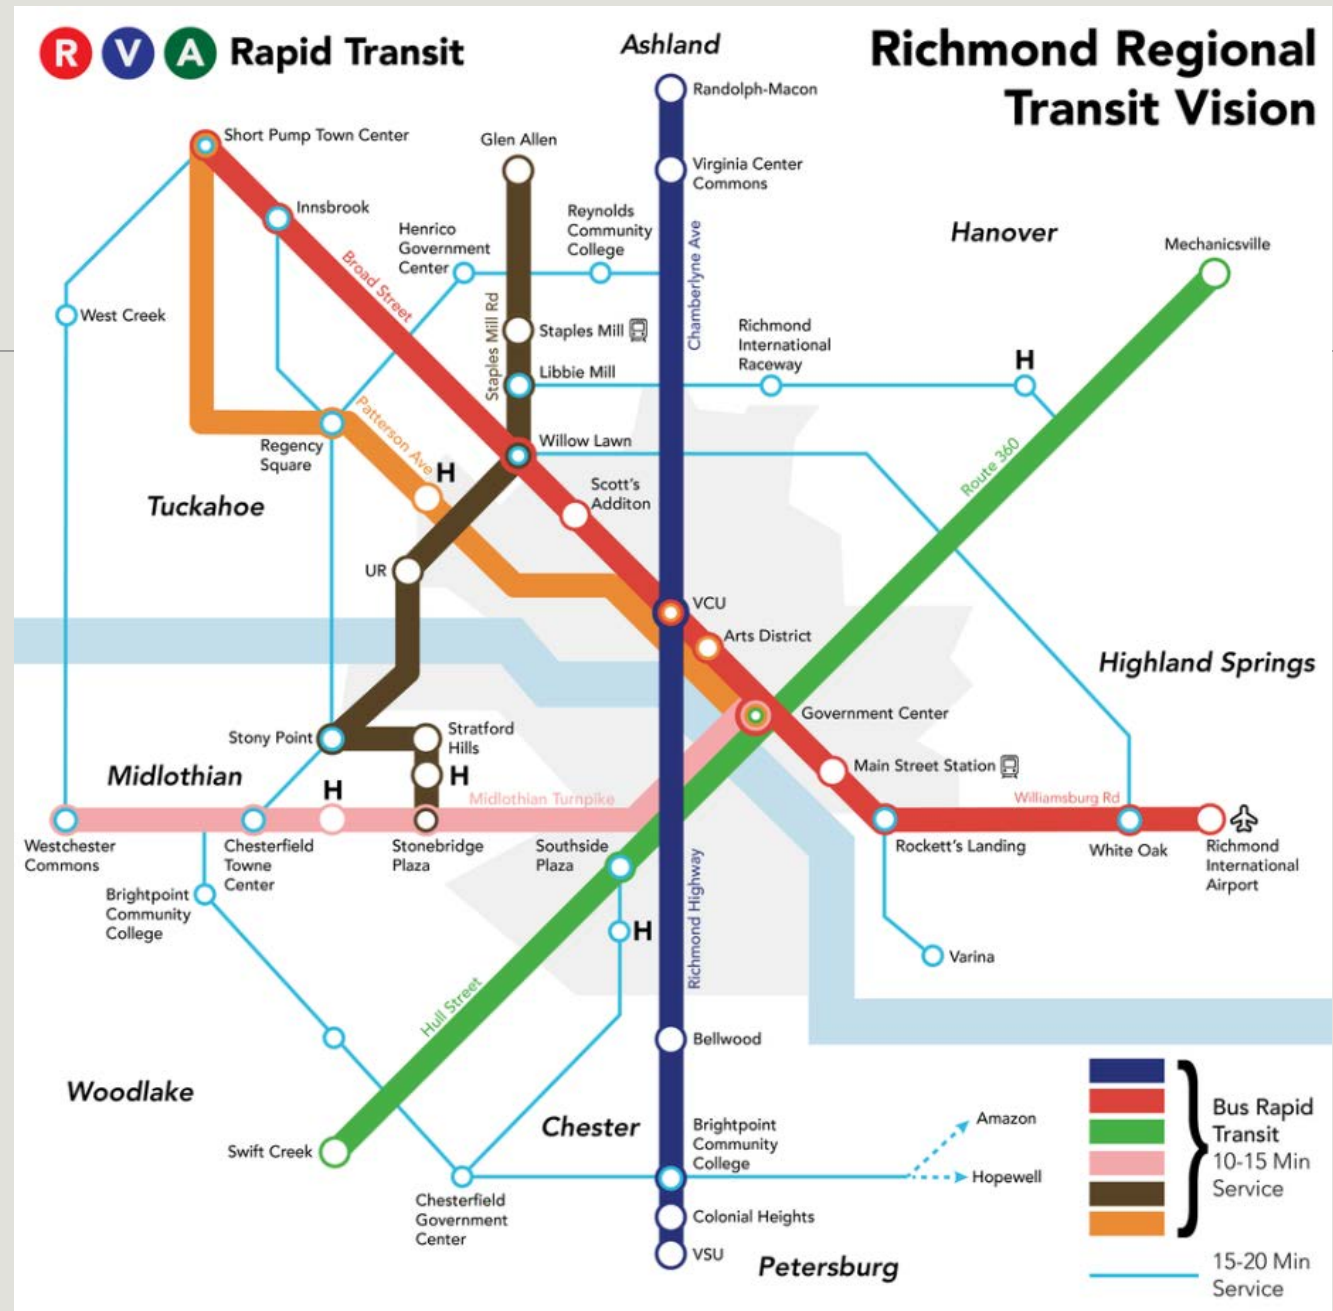 R V A Rapid Transit
Richmond Regional
Transit Vision
Ashland
Randolph-Macon
Short Pump Town Center
Glen Allen
Virginia Center
Commons
Innsbrook
Henrico
Government
Center
Reynolds
Community
College
Hanover
Mechanicsville
Broad Street
Chamberlyne Ave
Staples Mill Rd
West Creek
Staples Mill
Richmond
International
Raceway
H
Libbie Mill
Patterson Ave
Regency
Square
Willow Lawn
H
Route 360
Scott's
Additon
Tuckahoe
UR
VCU
Arts District
Highland Springs
Stony Point
Stratford
Hills
Government Center
Midlothian
H
H
Main Street Station
Midlothian Turnpike
Williamsburg Rd
Westchester
Commons
Chesterfield
Towne
Center
Stonebridge
Plaza
Southside
Plaza
Rockett's Landing
White Oak
Richmond
International
Airport
Brightpoint
Community
College
H
Richmond Highway
Varina
Hull Street
Bellwood
Woodlake
Chester
Swift Creek
Brightpoint
Community
College
Amazon
Hopewell
Chesterfield
Government
Center
Colonial Heights
VSU
Petersburg
Bus Rapid
Transit
10-15 Min
Service
15-20 Min
Service